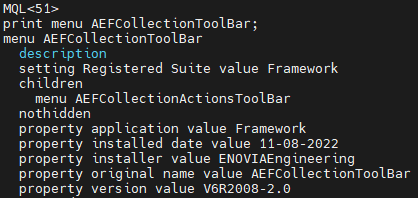 MQL<51>
print menu AEFCollectionToolBar;
menu AEFCollectionToolBar
description
setting Registered Suite value Framework
children
menu AEFCollectionActionsToolBar
nothidden
property application value Framework
property installed date value 11-08-2022
property installer value ENOVIAEngineering
property original name value AEFCollectionToolBar
property version value V6R2008-2.0